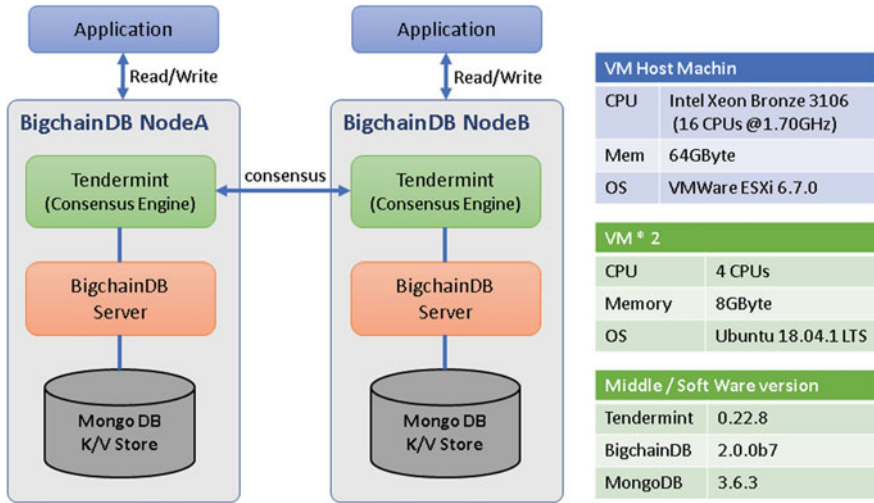 Application
Read/Write
BigchainDB NodeA
Tendermint
(Consensus Engine)
BigchainDB
Server
Mongo DB
K/V Store
consensus
Application
Read/Write
BigchainDB NodeB
Tendermint
(Consensus Engine)
BigchainDB
Server
Mongo DB
K/V Store
VM Host Machin
CPU Intel Xeon Bronze 3106
(16 CPUs @1.70GHz)
Mem 64GByte
OS VMWare ESXi 6.7.0
VM * 2
CPU 4 CPUs
Memory 8GByte
OS Ubuntu 18.04.1 LTS
Middle / Soft Ware version
Tendermint 0.22.8
BigchainDB 2.0.0b7
MongoDB 3.6.3